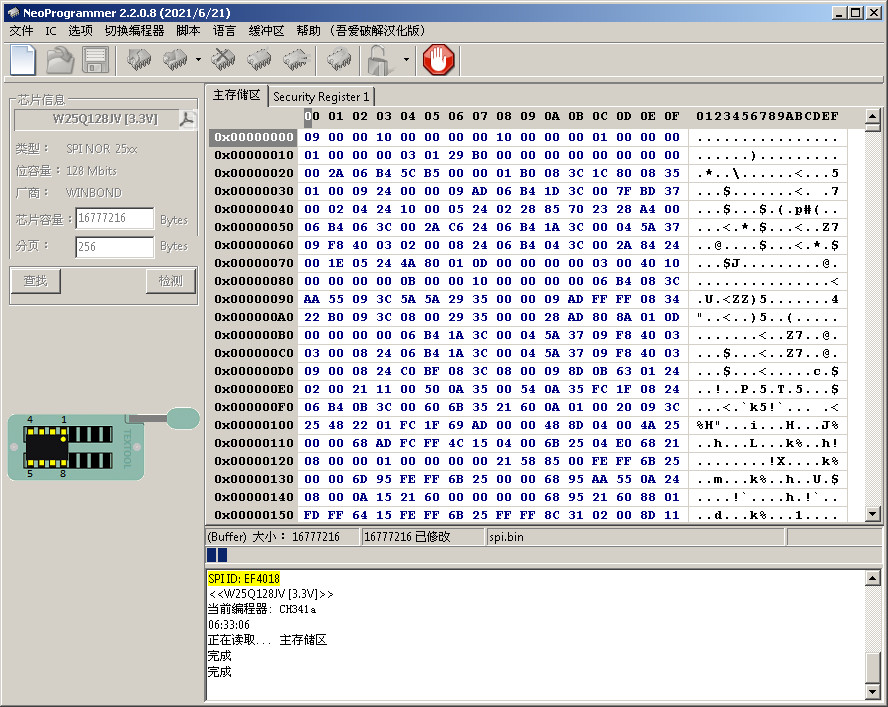 NeoProgrammer 2.2.0.8 (2021/6/21)
文件 IC 选项 切换编程器 脚本 语言 缓冲区 帮助 (吾爱破解汉化版)
芯片信息
W25Q128JV [3.3V]
类型： SPI NOR 25xx
位容量：128 Mbits
厂商： WINBOND
芯片容量：16777216 Bytes
分页： 256 Bytes
查找 检测
4 1
TEXTOOL
5 8
主存储区 Security Register 1
00 01 02 03 04 05 06 07 08 09 0A 0B 0C 0D 0E 0F 0123456789ABCDEF
0x00000000 09 00 00 10 00 00 00 00 10 00 00 00 01 00 00 00 ................
0x00000010 01 00 00 00 03 01 29 B0 00 00 00 00 00 00 00 00 ......).........
0x00000020 00 2A 06 B4 5C B5 00 00 01 B0 08 3C 1C 80 08 35 .*..\......<...5
0x00000030 01 00 09 24 00 00 09 AD 06 B4 1D 3C 00 7F BD 37 ...$.......<. .7
0x00000040 00 02 04 24 10 00 05 24 02 28 85 70 23 28 A4 00 ...$...$.(.p#(..
0x00000050 06 B4 06 3C 00 2A C6 24 06 B4 1A 3C 00 04 5A 37 ...<.*.$...<..Z7
0x00000060 09 F8 40 03 02 00 08 24 06 B4 04 3C 00 2A 84 24 ..@....$...<.*.$
0x00000070 00 1E 05 24 4A 80 01 0D 00 00 00 00 03 00 40 10 ...$J.........@.
0x00000080 00 00 00 00 0B 00 00 10 00 00 00 00 06 B4 08 3C ...............<
0x00000090 AA 55 09 3C 5A 5A 29 35 00 00 09 AD FF FF 08 34 .U.<ZZ)5.......4
0x000000A0 22 B0 09 3C 08 00 29 35 00 00 28 AD 80 8A 01 0D "..<..)5..(.....
0x000000B0 00 00 00 00 06 B4 1A 3C 00 04 5A 37 09 F8 40 03 .......<..Z7..@.
0x000000C0 03 00 08 24 06 B4 1A 3C 00 04 5A 37 09 F8 40 03 ...$...<..Z7..@.
0x000000D0 09 00 08 24 C0 BF 08 3C 08 00 09 8D 0B 63 01 24 ...$...<.....c.$
0x000000E0 02 00 21 11 00 50 0A 35 00 54 0A 35 FC 1F 08 24 ..!..P.5.T.5...$
0x000000F0 06 B4 0B 3C 00 60 6B 35 21 60 0A 01 00 20 09 3C ...<.`k5!`... .<
0x00000100 25 48 22 01 FC 1F 69 AD 00 00 48 8D 04 00 4A 25 %H"...i...H...J%
0x00000110 00 00 68 AD FC FF 4C 15 04 00 6B 25 04 E0 68 21 ..h...L...k%..h!
0x00000120 08 00 00 01 00 00 00 00 21 58 85 00 FE FF 6B 25 ........!X....k%
0x00000130 00 00 6D 95 FE FF 6B 25 00 00 68 95 AA 55 0A 24 ..m...k%..h..U.$
0x00000140 08 00 0A 15 21 60 00 00 00 00 68 95 21 60 88 01 ....!`....h.!`..
0x00000150 FD FF 64 15 FE FF 6B 25 FF FF 8C 31 02 00 8D 11 ..d...k%...1....
(Buffer) 大小： 16777216 16777216 已修改 spi.bin
SPI ID: EF4018
<<W25Q128JV [3.3V]>>
当前编程器: CH341a
06:33:06
正在读取... 主存储区
完成
完成